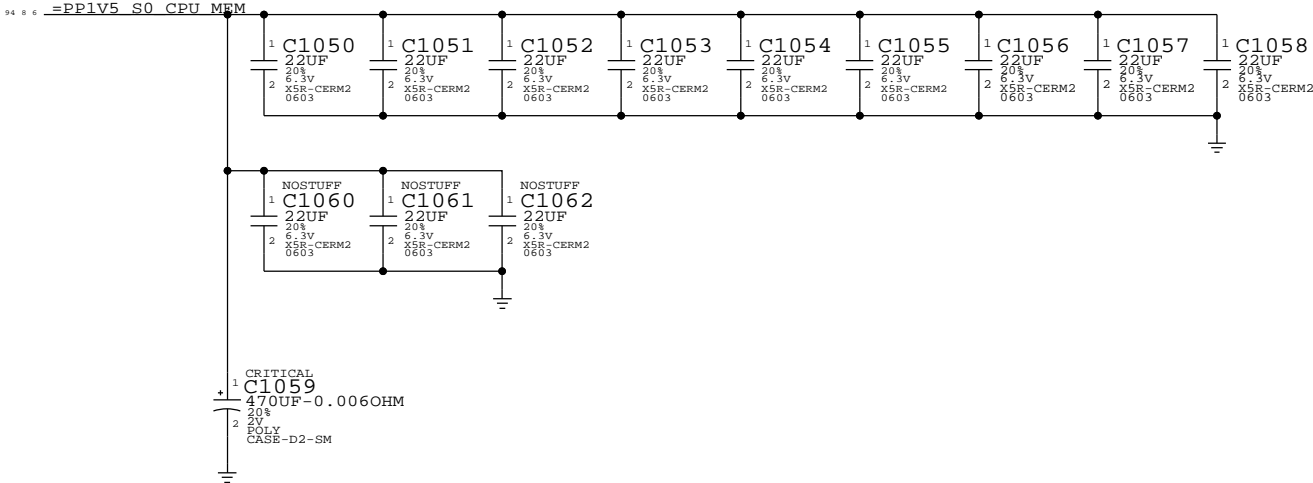 94 8 6 =PP1V5_S0_CPU_MEM
1 C1050
22UF
20%
6.3V
2 X5R-CERM2
0603
1 C1051
22UF
20%
6.3V
2 X5R-CERM2
0603
1 C1052
22UF
20%
6.3V
2 X5R-CERM2
0603
1 C1053
22UF
20%
6.3V
2 X5R-CERM2
0603
1 C1054
22UF
20%
6.3V
2 X5R-CERM2
0603
1 C1055
22UF
20%
6.3V
2 X5R-CERM2
0603
1 C1056
22UF
20%
6.3V
2 X5R-CERM2
0603
1 C1057
22UF
20%
6.3V
2 X5R-CERM2
0603
1 C1058
22UF
20%
6.3V
2 X5R-CERM2
0603
NOSTUFF
1 C1060
22UF
20%
6.3V
2 X5R-CERM2
0603
NOSTUFF
1 C1061
22UF
20%
6.3V
2 X5R-CERM2
0603
NOSTUFF
1 C1062
22UF
20%
6.3V
2 X5R-CERM2
0603
CRITICAL
+ 1 C1059
470UF-0.006OHM
20%
2 2V
POLY
CASE-D2-SM